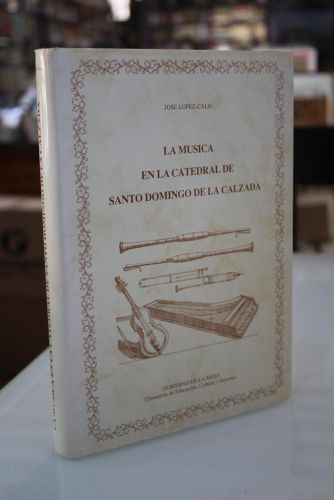 JOSE LOPEZ-CALO
LA MUSICA
EN LA CATEDRAL DE
SANTO DOMINGO DE LA CALZADA
GOBIERNO DE LA RIOJA
Consejería de Educación, Cultura y Deportes